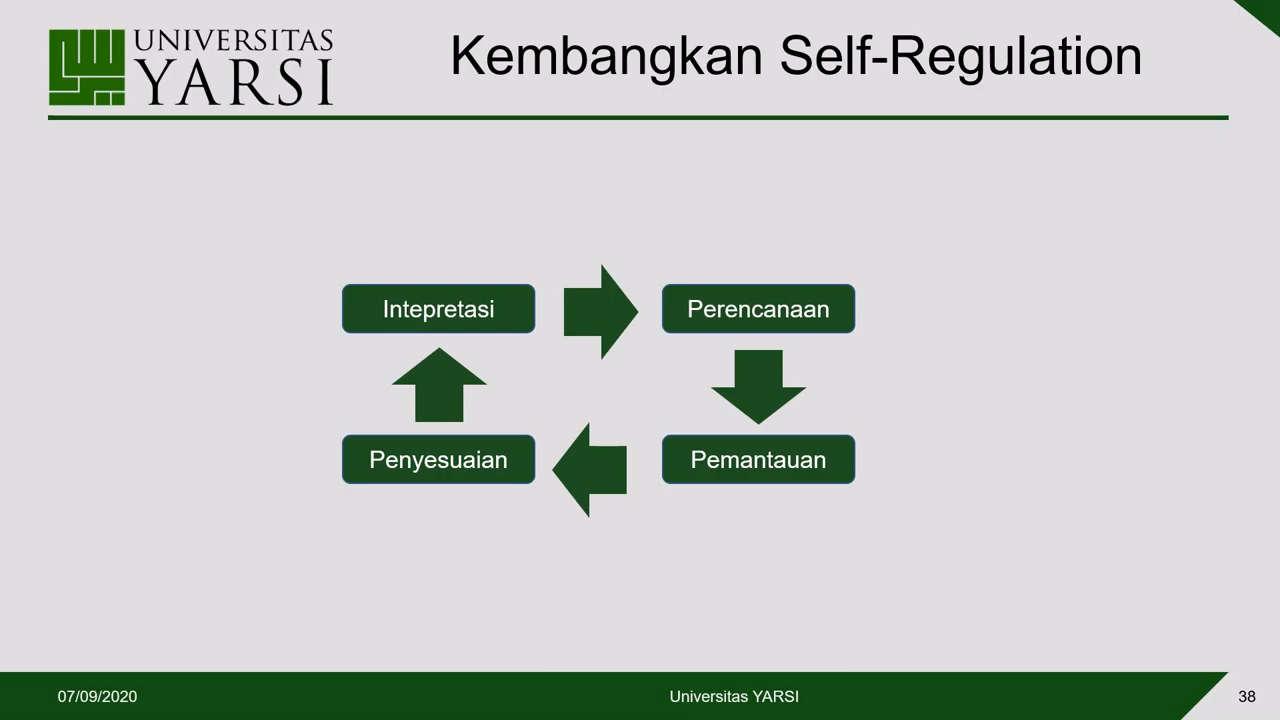 UNIVERSITAS
YARSI
Kembangkan Self-Regulation
Intepretasi
Perencanaan
Penyesuaian
Pemantauan
07/09/2020
Universitas YARSI
38